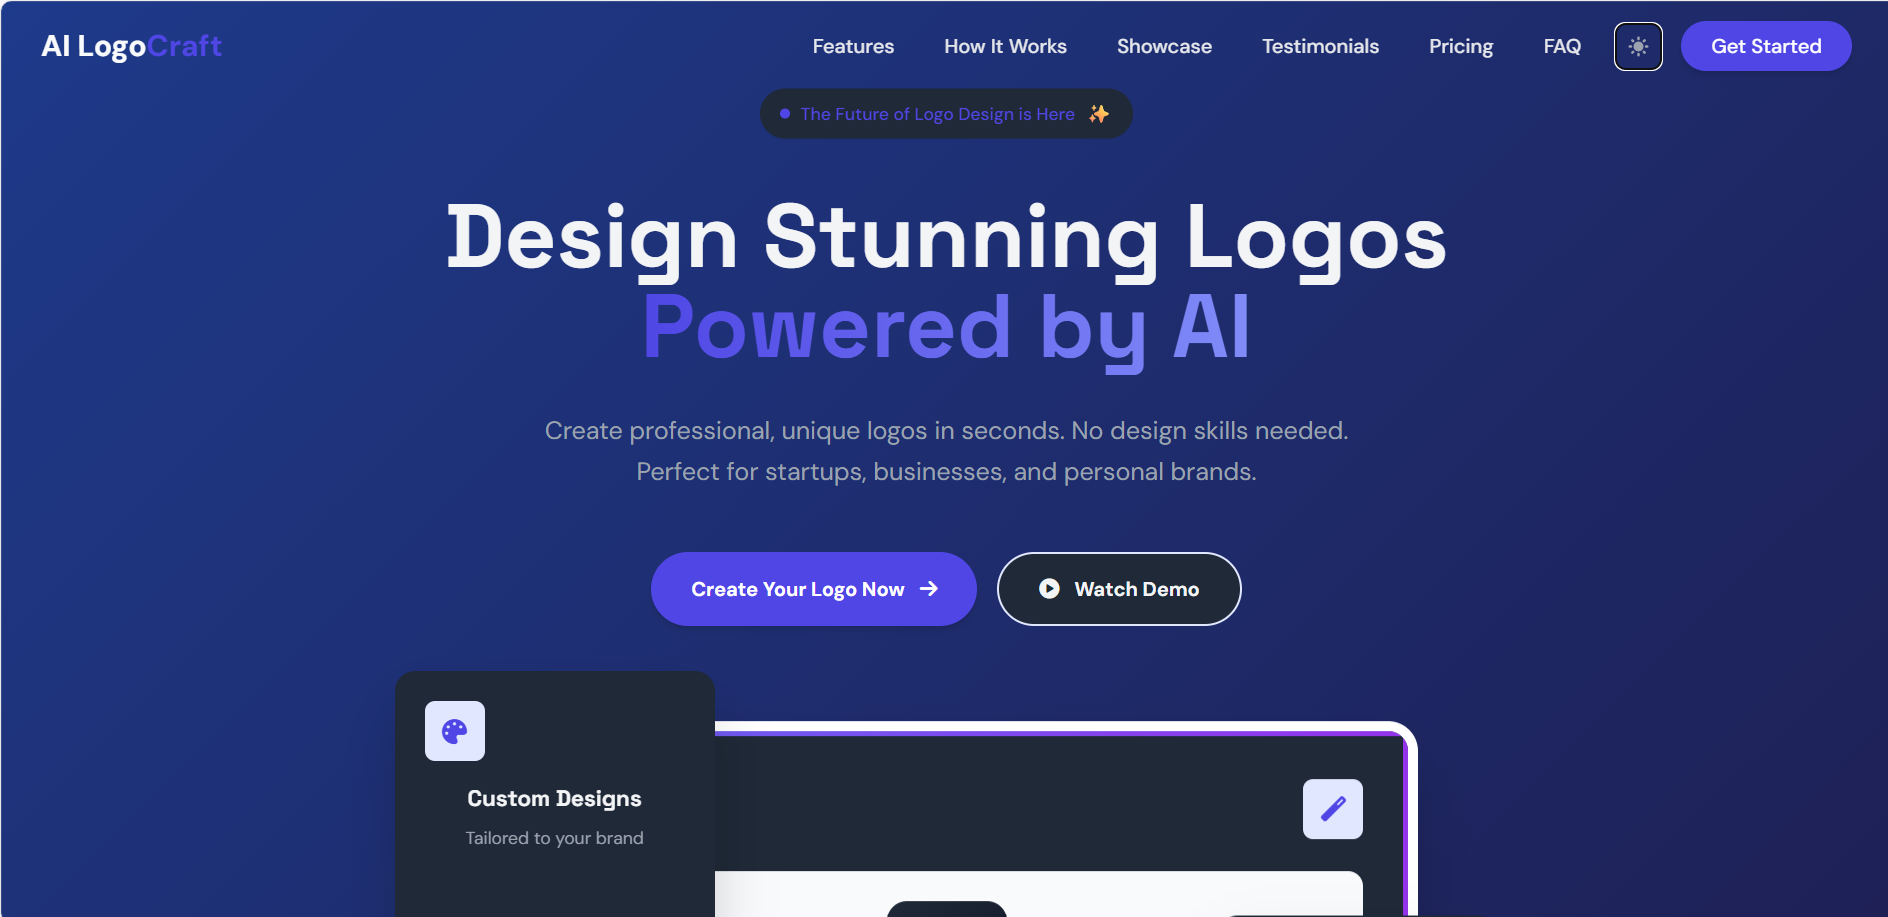 AI LogoCraft
Features
How It Works
Showcase
Testimonials
Pricing
FAQ
Get Started
The Future of Logo Design is Here ✨
Design Stunning Logos
Powered by AI
Create professional, unique logos in seconds. No design skills needed.
Perfect for startups, businesses, and personal brands.
Create Your Logo Now →
Watch Demo
Custom Designs
Tailored to your brand